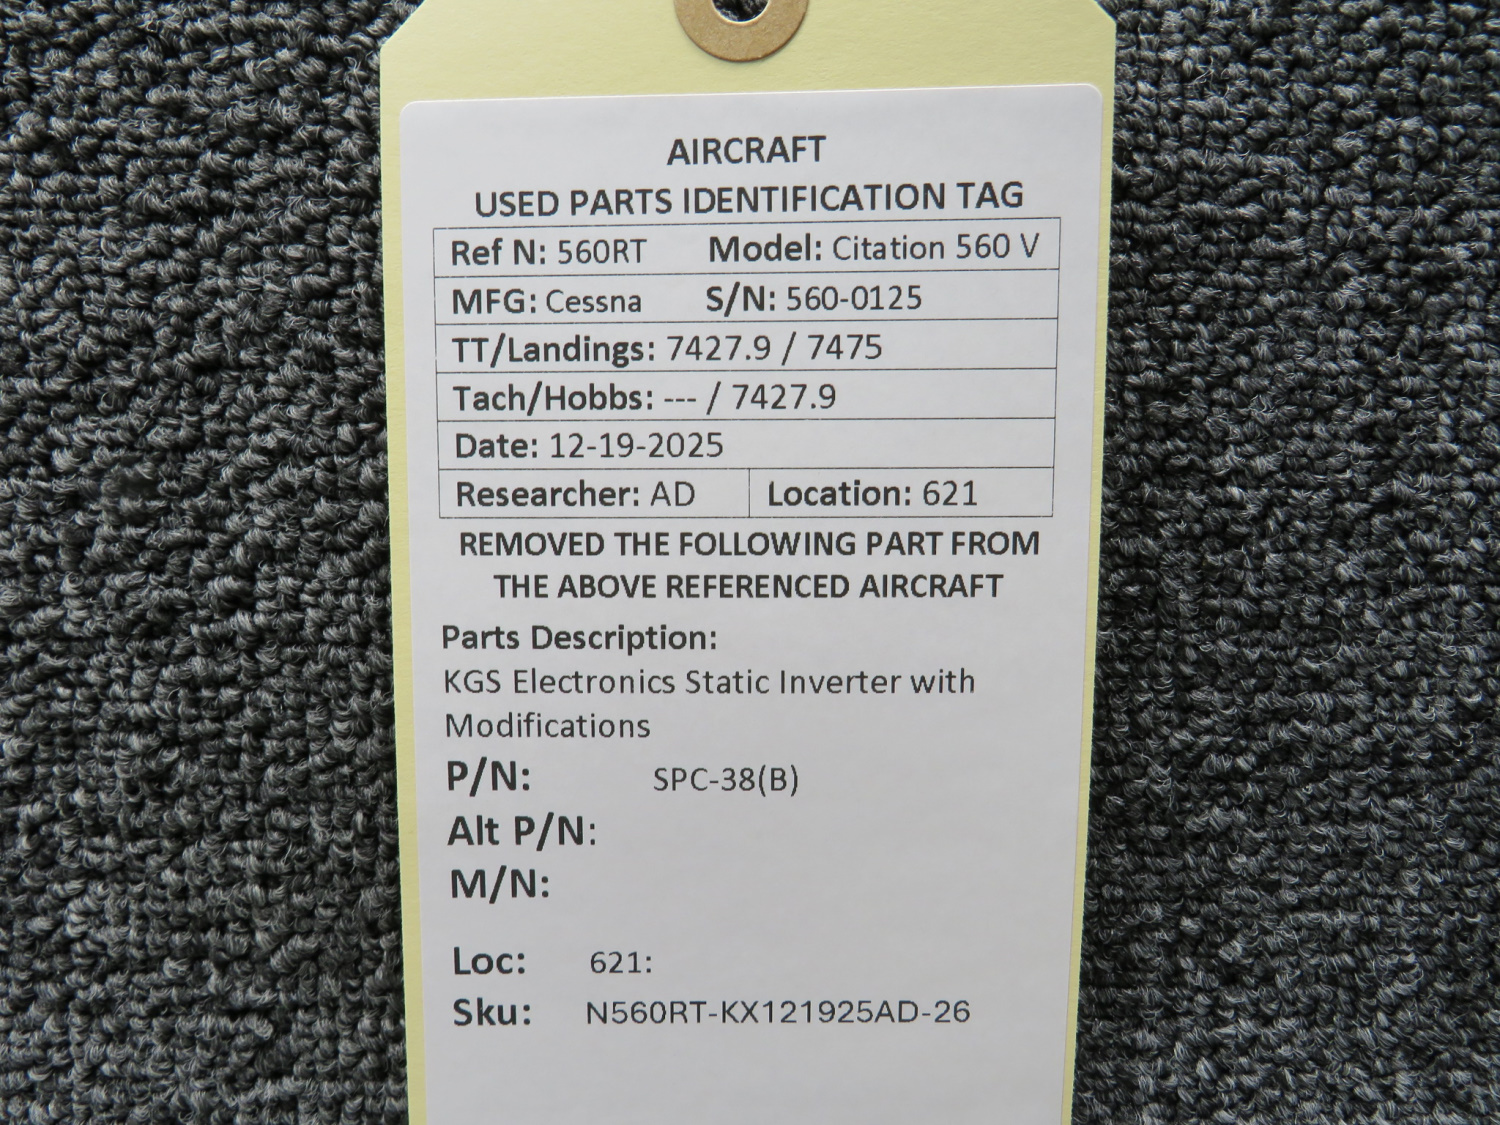 AIRCRAFT
USED PARTS IDENTIFICATION TAG
Ref N: 560RT Model: Citation 560 V
MFG: Cessna S/N: 560-0125
TT/Landings: 7427.9 / 7475
Tach/Hobbs: --- / 7427.9
Date: 12-19-2025
Researcher: AD Location: 621
REMOVED THE FOLLOWING PART FROM
THE ABOVE REFERENCED AIRCRAFT
Parts Description:
KGS Electronics Static Inverter with
Modifications
P/N: SPC-38(B)
Alt P/N:
M/N:
Loc: 621:
Sku: N560RT-KX121925AD-26